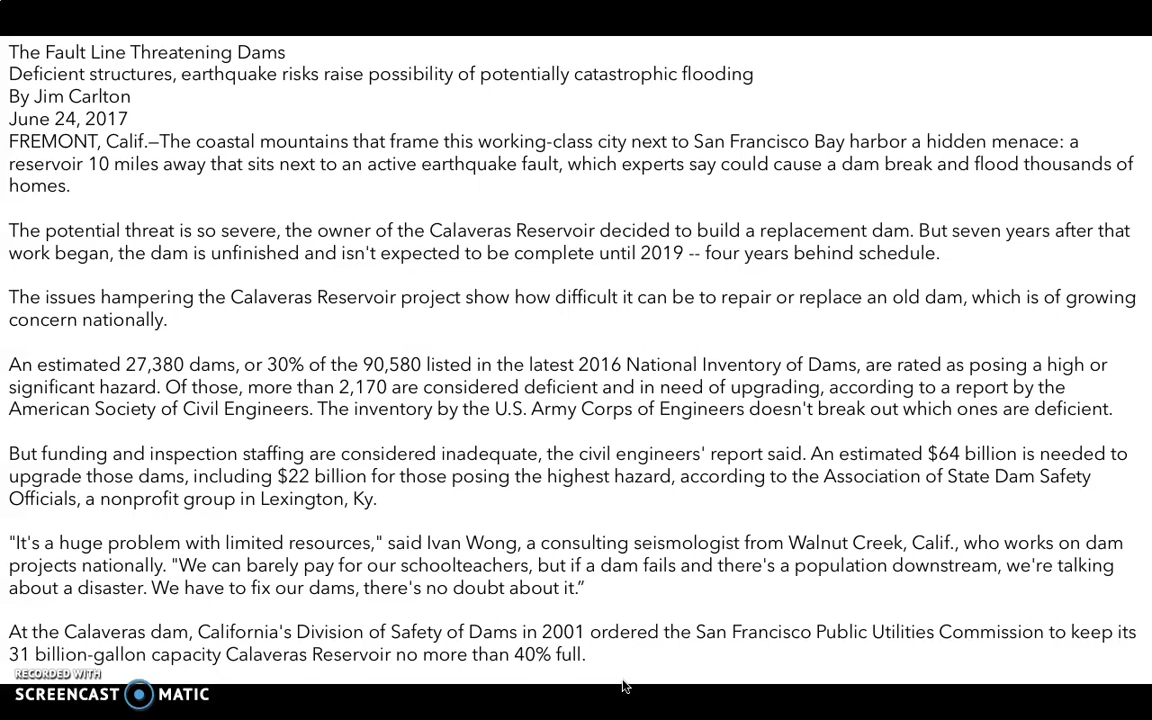 The Fault Line Threatening Dams
Deficient structures, earthquake risks raise possibility of potentially catastrophic flooding
By Jim Carlton
June 24, 2017
FREMONT, Calif.—The coastal mountains that frame this working-class city next to San Francisco Bay harbor a hidden menace: a
reservoir 10 miles away that sits next to an active earthquake fault, which experts say could cause a dam break and flood thousands of
homes.
The potential threat is so severe, the owner of the Calaveras Reservoir decided to build a replacement dam. But seven years after that
work began, the dam is unfinished and isn't expected to be complete until 2019 -- four years behind schedule.
The issues hampering the Calaveras Reservoir project show how difficult it can be to repair or replace an old dam, which is of growing
concern nationally.
An estimated 27,380 dams, or 30% of the 90,580 listed in the latest 2016 National Inventory of Dams, are rated as posing a high or
significant hazard. Of those, more than 2,170 are considered deficient and in need of upgrading, according to a report by the
American Society of Civil Engineers. The inventory by the U.S. Army Corps of Engineers doesn't break out which ones are deficient.
But funding and inspection staffing are considered inadequate, the civil engineers' report said. An estimated $64 billion is needed to
upgrade those dams, including $22 billion for those posing the highest hazard, according to the Association of State Dam Safety
Officials, a nonprofit group in Lexington, Ky.
"It's a huge problem with limited resources," said Ivan Wong, a consulting seismologist from Walnut Creek, Calif., who works on dam
projects nationally. "We can barely pay for our schoolteachers, but if a dam fails and there's a population downstream, we're talking
about a disaster. We have to fix our dams, there's no doubt about it.”
At the Calaveras dam, California's Division of Safety of Dams in 2001 ordered the San Francisco Public Utilities Commission to keep its
31 billion-gallon capacity Calaveras Reservoir no more than 40% full.
RECORDED WITH
SCREENCAST MATIC